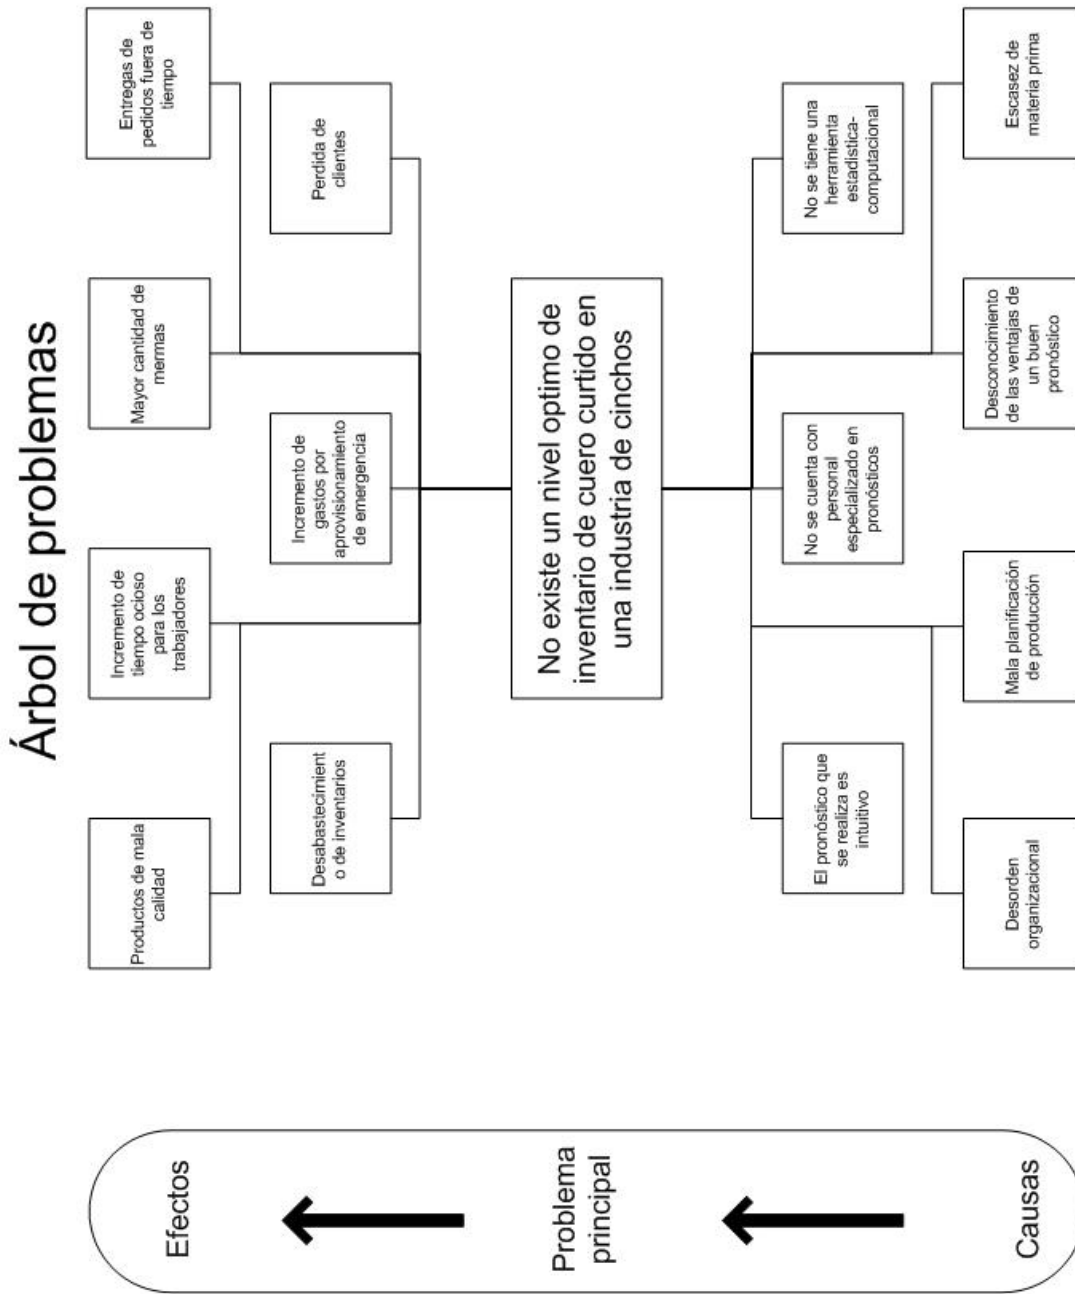 Árbol de problemas
Efectos
Productos de mala
calidad
Incremento de
tiempo ocioso
para los
trabajadores
Mayor cantidad de
mermas
Entregas de
pedidos fuera de
tiempo
Desabastecimient
o de inventarios
Incremento de
gastos por
aprovisionamiento
de emergencia
Perdida de
clientes
Problema
principal
No existe un nivel optimo de
inventario de cuero curtido en
una industria de cinchos
El pronóstico que
se realiza es
intuitivo
No se cuenta con
personal
especializado en
pronósticos
No se tiene una
herramienta
estadística-
computacional
Causas
Desorden
organizacional
Mala planificación
de producción
Desconocimiento
de las ventajas de
un buen
pronóstico
Escasez de
materia prima